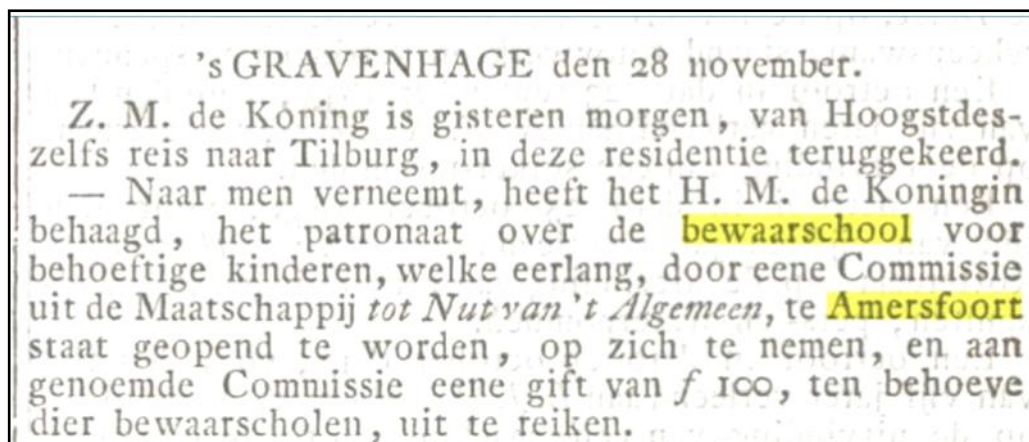 's GRAVENHAGE den 28 november.
Z. M. de Koning is gisteren morgen, van Hoogstdes-
zelfs reis naar Tilburg, in deze residentie teruggekeerd.
— Naar men verneemt, heeft het H. M. de Koningin
behaagd, het patronaat over de bewaarschool voor
behoeftige kinderen, welke eerlang, door eene Commissie
uit de Maatschappij tot Nut van 't Algemeen, te Amersfoort
staat geopend te worden, op zich te nemen, en aan
genoemde Commissie eene gift van ƒ 100, ten behoeve
dier bewaarscholen, uit te reiken.